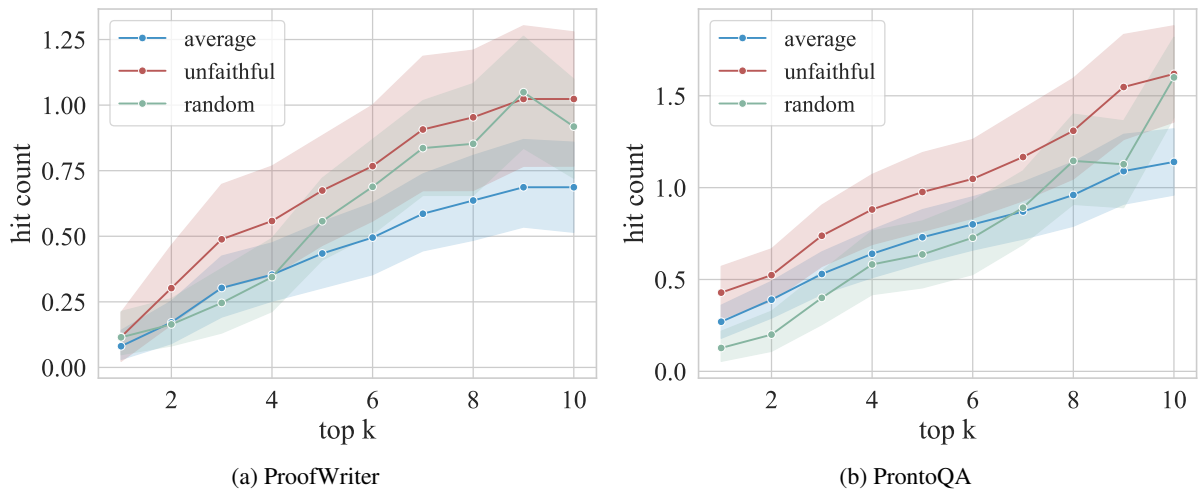 average
unfaithful
random
1.25
1.00
0.75
0.50
0.25
0.00
hit count
2 4 6 8 10
top k
(a) ProofWriter
average
unfaithful
random
1.5
1.0
0.5
0.0
hit count
2 4 6 8 10
top k
(b) ProntoQA